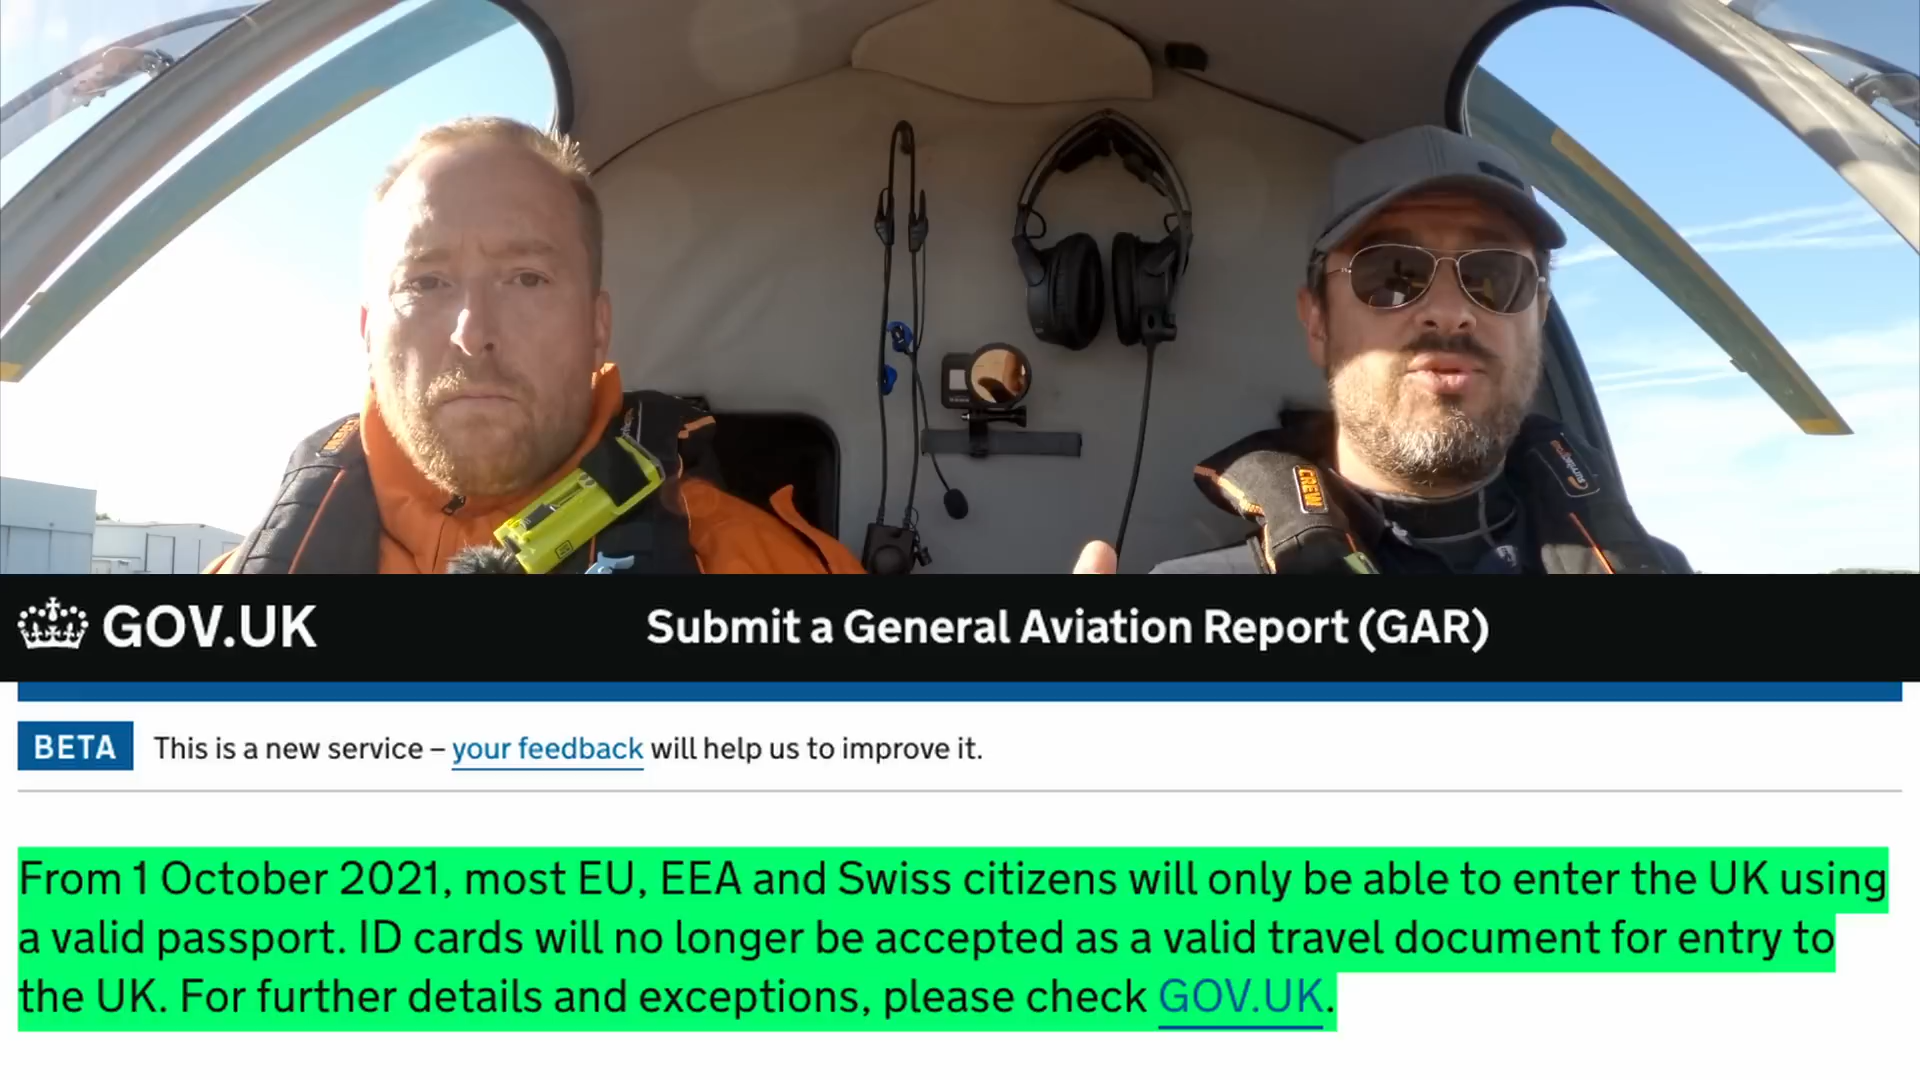 CREW
GOV.UK
Submit a General Aviation Report (GAR)
BETA
This is a new service – your feedback will help us to improve it.
From 1 October 2021, most EU, EEA and Swiss citizens will only be able to enter the UK using
a valid passport. ID cards will no longer be accepted as a valid travel document for entry to
the UK. For further details and exceptions, please check GOV.UK.